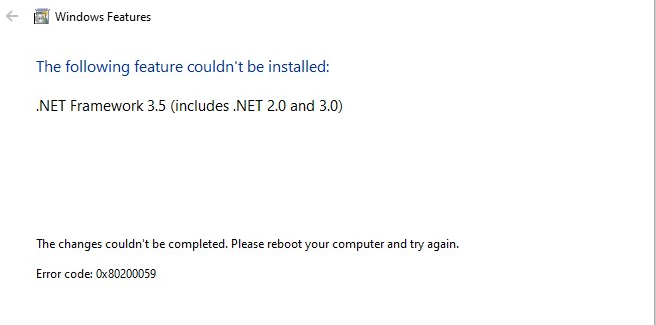 Windows Features
The following feature couldn't be installed:
.NET Framework 3.5 (includes .NET 2.0 and 3.0)
The changes couldn't be completed. Please reboot your computer and try again.
Error code: 0x80200059